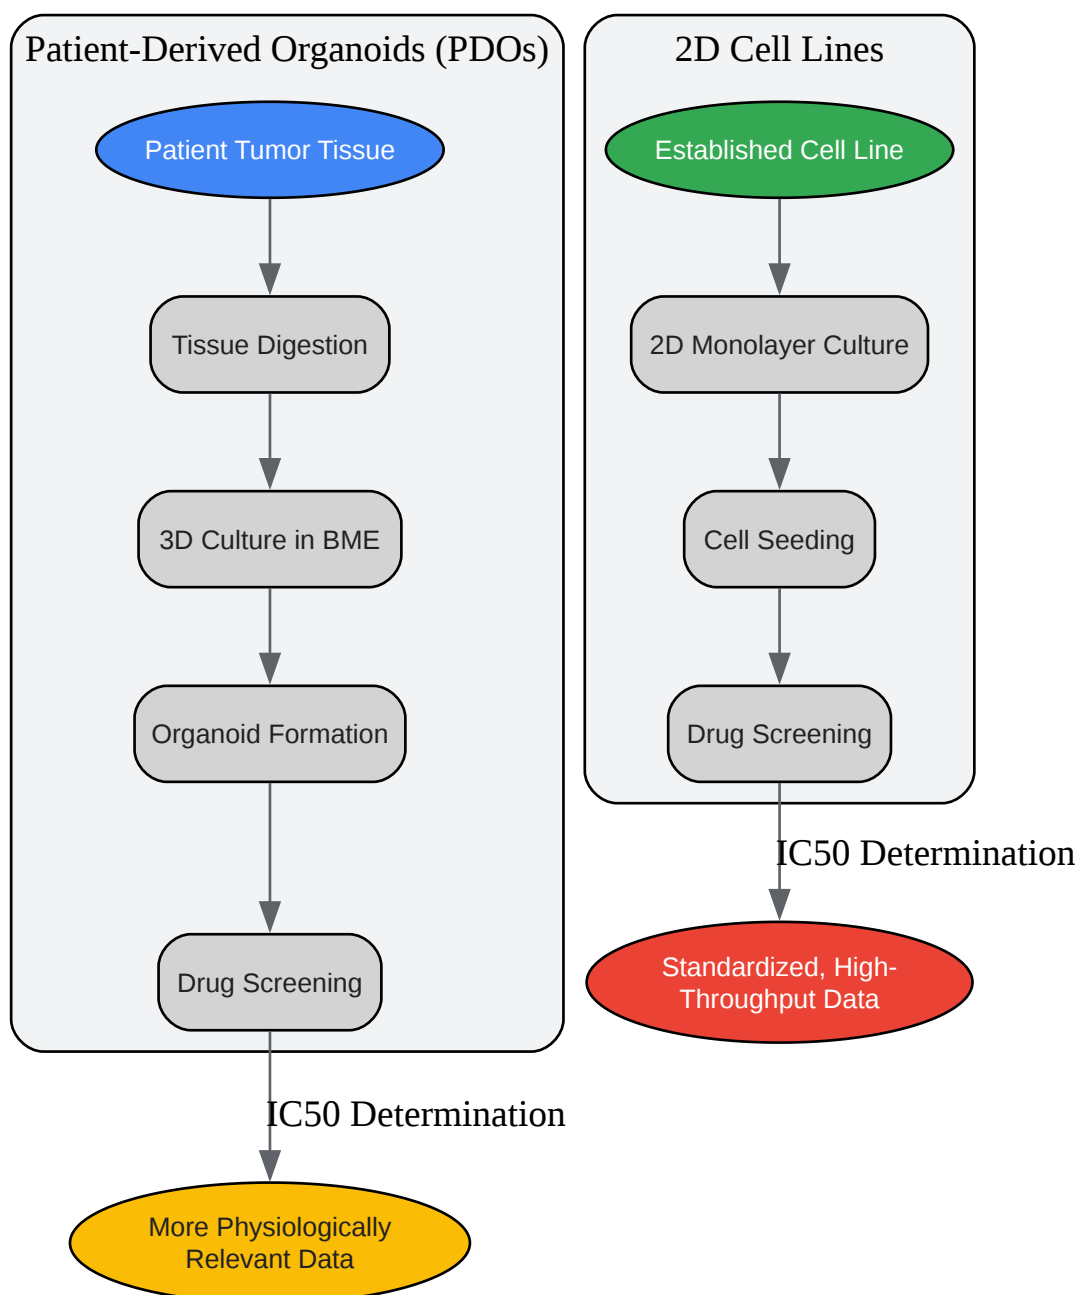 Patient-Derived Organoids (PDOs)
Patient Tumor Tissue
Tissue Digestion
3D Culture in BME
Organoid Formation
Drug Screening
IC50 Determination
More Physiologically
Relevant Data
2D Cell Lines
Established Cell Line
2D Monolayer Culture
Cell Seeding
Drug Screening
IC50 Determination
Standardized, High-
Throughput Data